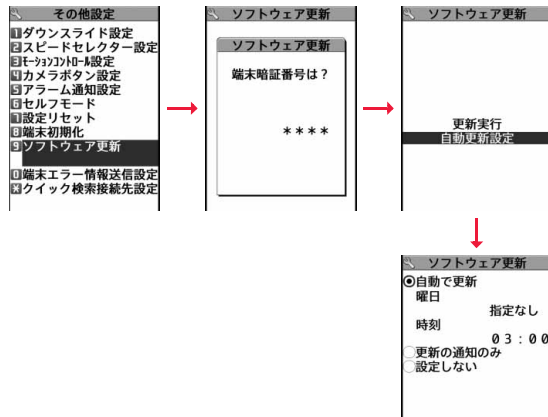 その他設定
1ダウンスライド設定
2スピードセレクター設定
3ﾓｰｼｮﾝｺﾝﾄﾛｰﾙ設定
4カメラボタン設定
5アラーム通知設定
6セルフモード
7設定リセット
8端末初期化
9ソフトウェア更新
0端末エラー情報送信設定
*クイック検索接続先設定
ソフトウェア更新
ソフトウェア更新
端末暗証番号は？
****
ソフトウェア更新
更新実行
自動更新設定
ソフトウェア更新
自動で更新
曜日
指定なし
時刻
03:00
更新の通知のみ
設定しない